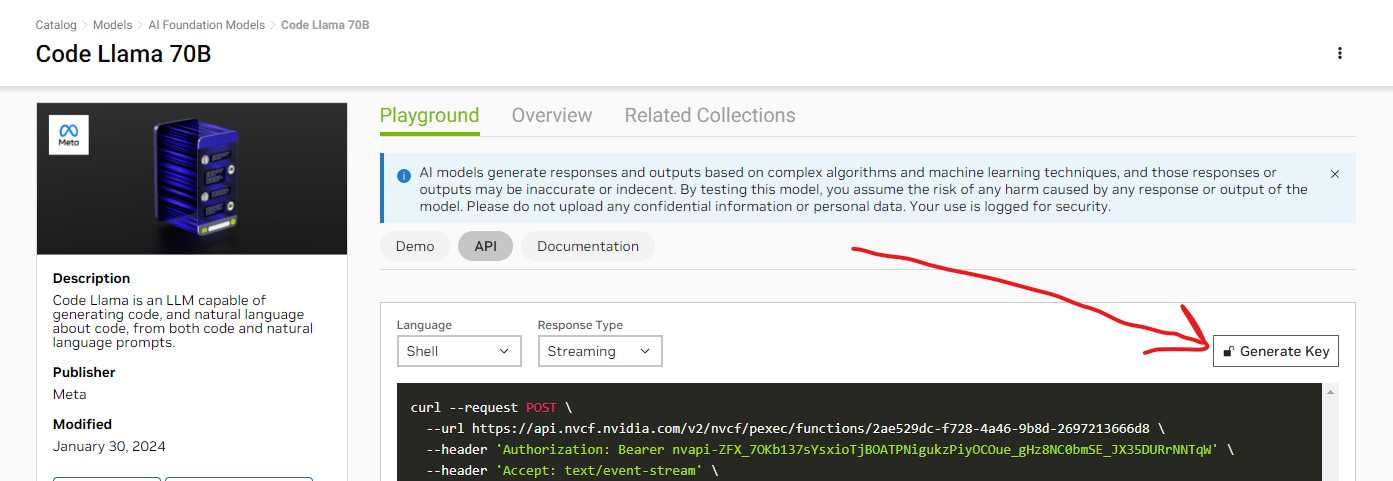 Catalog > Models > AI Foundation Models > Code Llama 70B
Code Llama 70B
Meta
Playground Overview Related Collections
AI models generate responses and outputs based on complex algorithms and machine learning techniques, and those responses or
outputs may be inaccurate or indecent. By testing this model, you assume the risk of any harm caused by any response or output of the
model. Please do not upload any confidential information or personal data. Your use is logged for security.
Demo API Documentation
Description
Code Llama is an LLM capable of
generating code, and natural language
about code, from both code and natural
language prompts.
Publisher
Meta
Modified
January 30, 2024
Language Response Type
Shell Streaming Generate Key
curl --request POST \
--url https://api.nvcf.nvidia.com/v2/nvcf/pexec/functions/2ae529dc-f728-4a46-9b8d-2697213666d8 \
--header 'Authorization: Bearer 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' \
--header 'Accept: text/event-stream' \